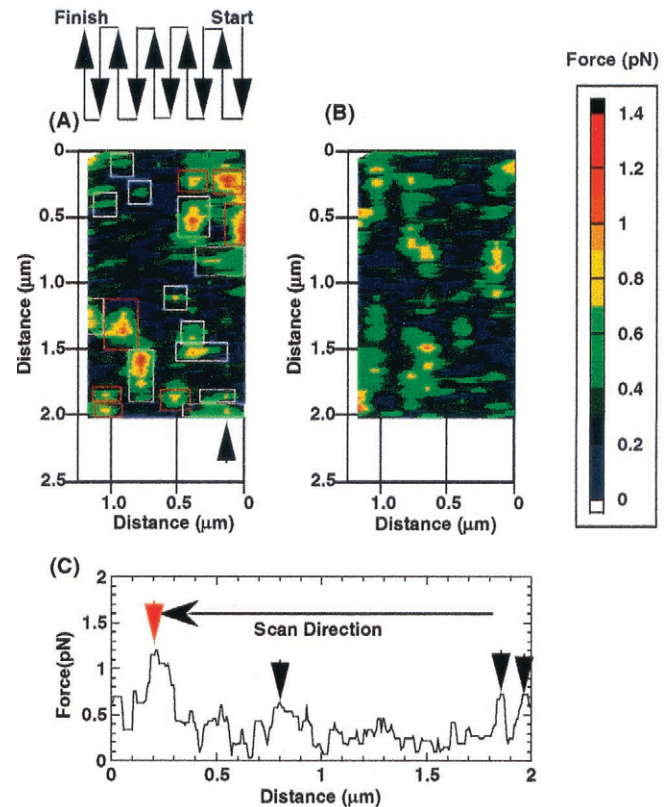 Finish Start
Force (pN)
(A)
(B)
0
0.5
1.0
1.5
2.0
2.5
Distance (μm)
1.0 0.5 0
Distance (μm)
0
0.5
1.0
1.5
2.0
2.5
Distance (μm)
1.0 0.5 0
Distance (μm)
1.4
1.2
1
0.8
0.6
0.4
0.2
0
(C)
2
1.5
1
0.5
0
Force(pN)
Scan Direction
0 0.5 1 1.5 2
Distance (μm)